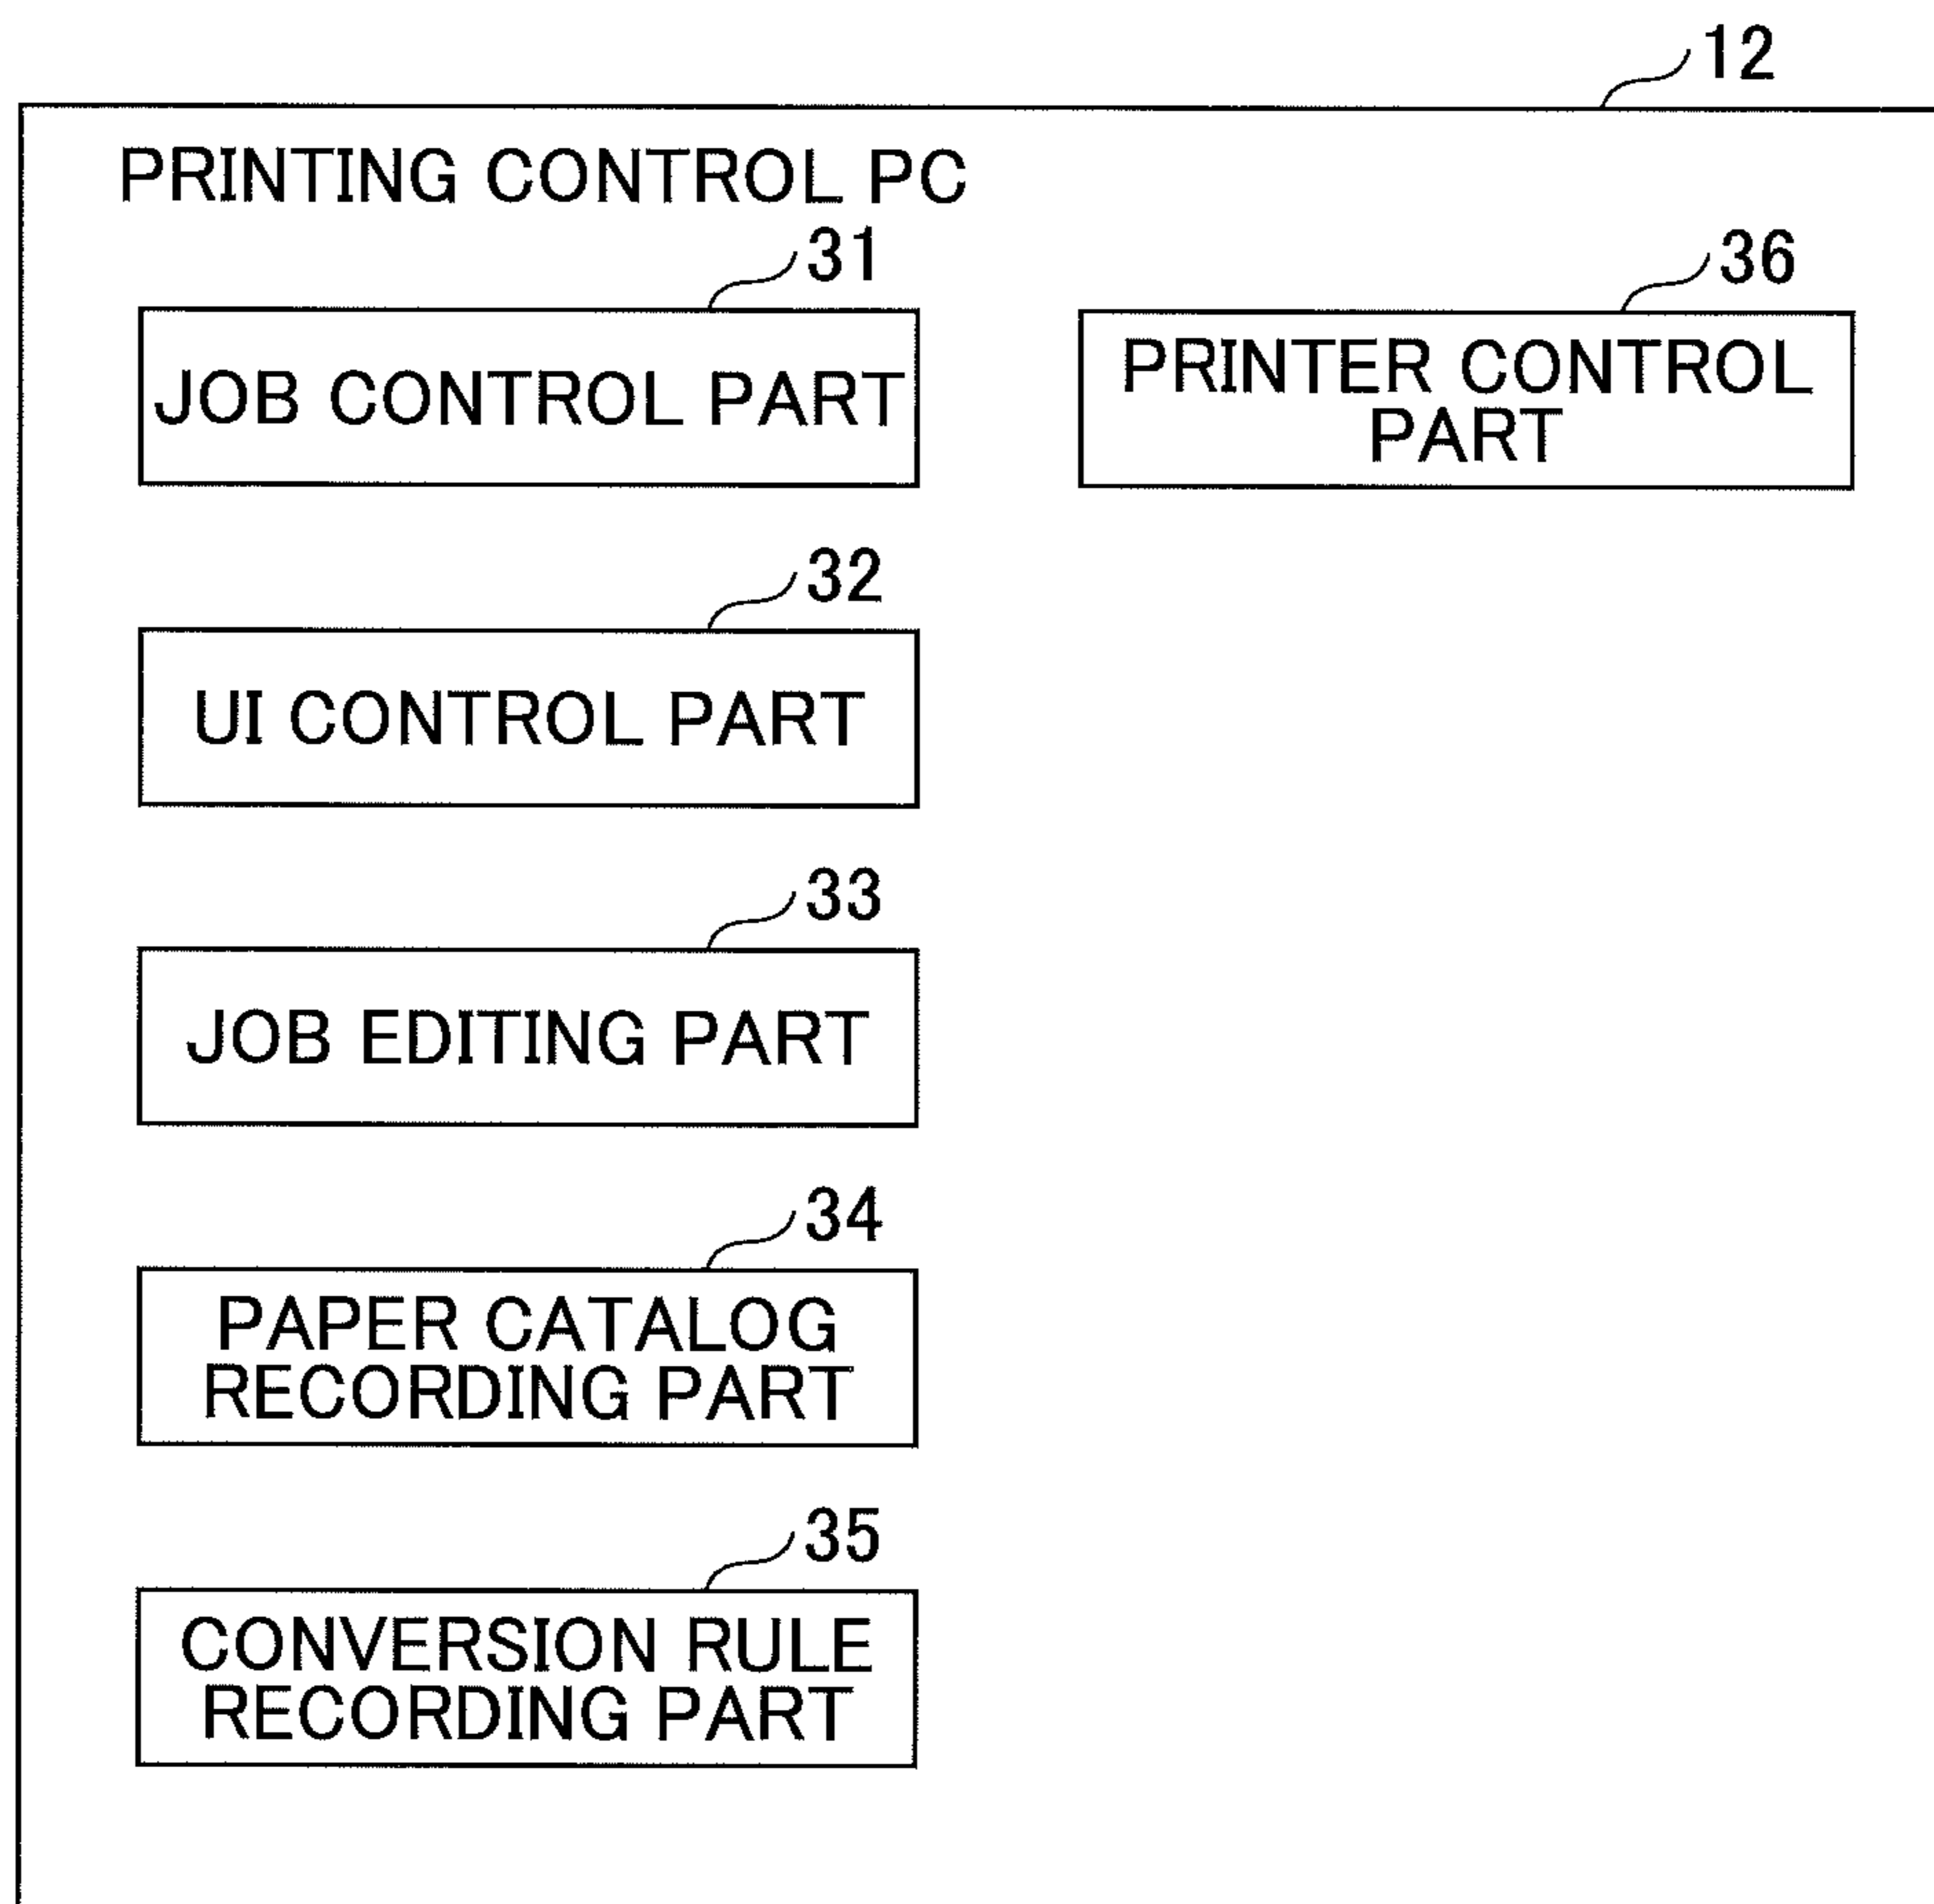 12
PRINTING CONTROL PC
31
JOB CONTROL PART
36
PRINTER CONTROL
PART
32
UI CONTROL PART
33
JOB EDITING PART
34
PAPER CATALOG
RECORDING PART
35
CONVERSION RULE
RECORDING PART